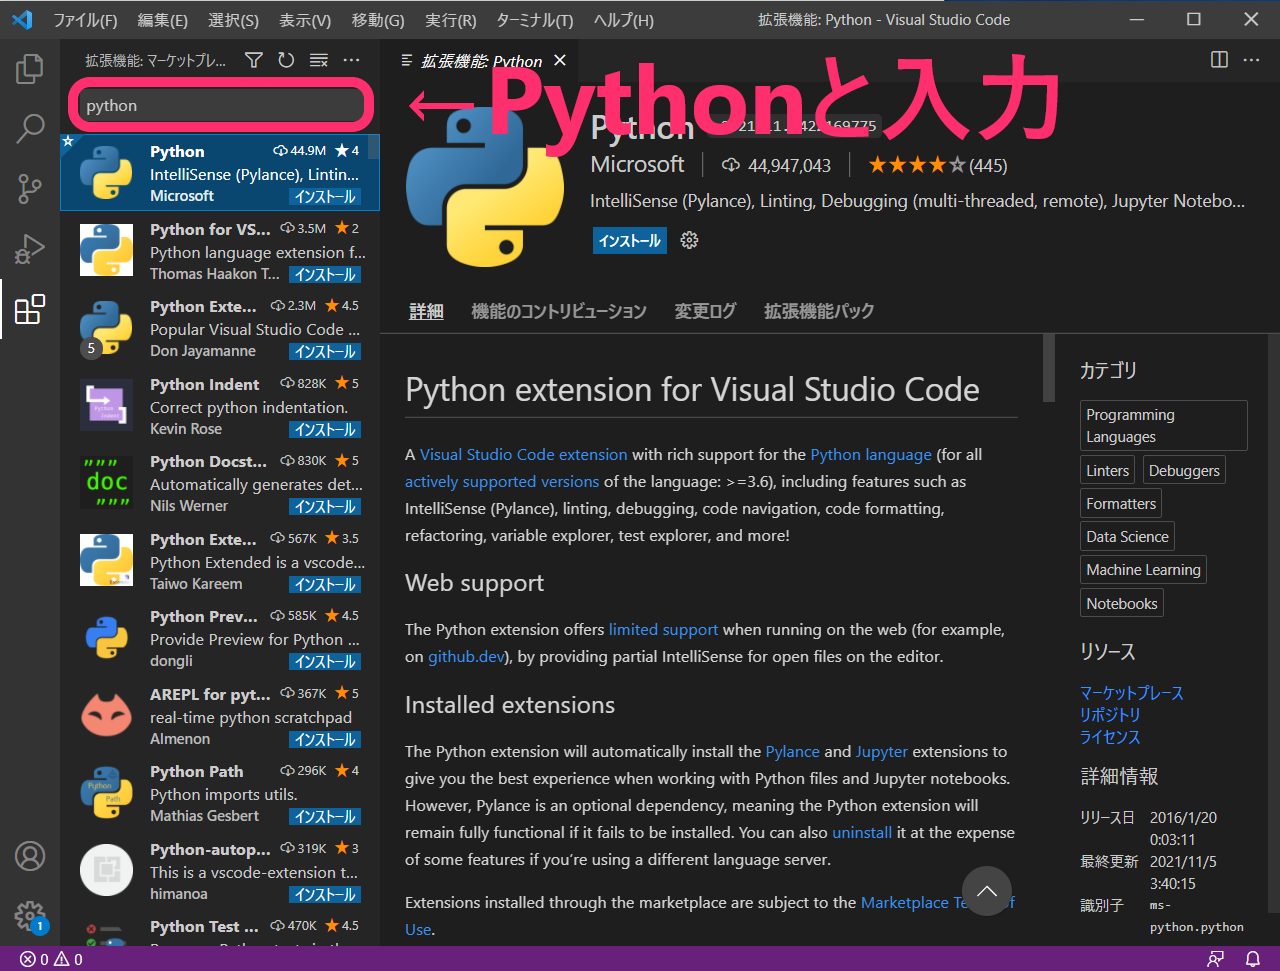 ファイル(F) 編集(E) 選択(S) 表示(V) 移動(G) 実行(R) ターミナル(T) ヘルプ(H) 拡張機能: Python - Visual Studio Code
拡張機能: マーケットプレ...
拡張機能: Python
python
←Pythonと入力
Python 44.9M ★ 4
IntelliSense (Pylance), Lintin...
Microsoft インストール
Python for VS... 3.5M ★ 2
Python language extension f...
Thomas Haakon T... インストール
Python Exte... 2.3M ★ 4.5
Popular Visual Studio Code ...
Don Jayamanne インストール
5
Python Indent 828K ★ 5
Correct python indentation.
Kevin Rose インストール
Python Docst... 830K ★ 5
Automatically generates det...
Nils Werner インストール
"""
doc
"""
Python Exte... 567K ★ 3.5
Python Extended is a vscode...
Taiwo Kareem インストール
Python Prev... 585K ★ 4.5
Provide Preview for Python ...
dongli インストール
AREPL for pyt... 367K ★ 5
real-time python scratchpad
Almenon インストール
Python Path 296K ★ 4
Python imports utils.
Mathias Gesbert インストール
Python
Path
Python-autop... 319K ★ 3
This is a vscode-extension t...
himanoa インストール
Python Test ... 470K ★ 4.5
Python
Microsoft 44,947,043 ★★★★☆(445)
IntelliSense (Pylance), Linting, Debugging (multi-threaded, remote), Jupyter Notebo...
インストール
詳細 機能のコントリビューション 変更ログ 拡張機能パック
Python extension for Visual Studio Code
A Visual Studio Code extension with rich support for the Python language (for all
actively supported versions of the language: >=3.6), including features such as
IntelliSense (Pylance), linting, debugging, code navigation, code formatting,
refactoring, variable explorer, test explorer, and more!
Web support
The Python extension offers limited support when running on the web (for example,
on github.dev), by providing partial IntelliSense for open files on the editor.
Installed extensions
The Python extension will automatically install the Pylance and Jupyter extensions to
give you the best experience when working with Python files and Jupyter notebooks.
However, Pylance is an optional dependency, meaning the Python extension will
remain fully functional if it fails to be installed. You can also uninstall it at the expense
of some features if you're using a different language server.
Extensions installed through the marketplace are subject to the Marketplace
Use.
カテゴリ
Programming
Languages
Linters Debuggers
Formatters
Data Science
Machine Learning
Notebooks
リソース
マーケットプレース
リポジトリ
ライセンス
詳細情報
リリース日 2016/1/20
0:03:11
最終更新 2021/11/5
3:40:15
識別子 ms-
python.python
1
0 0